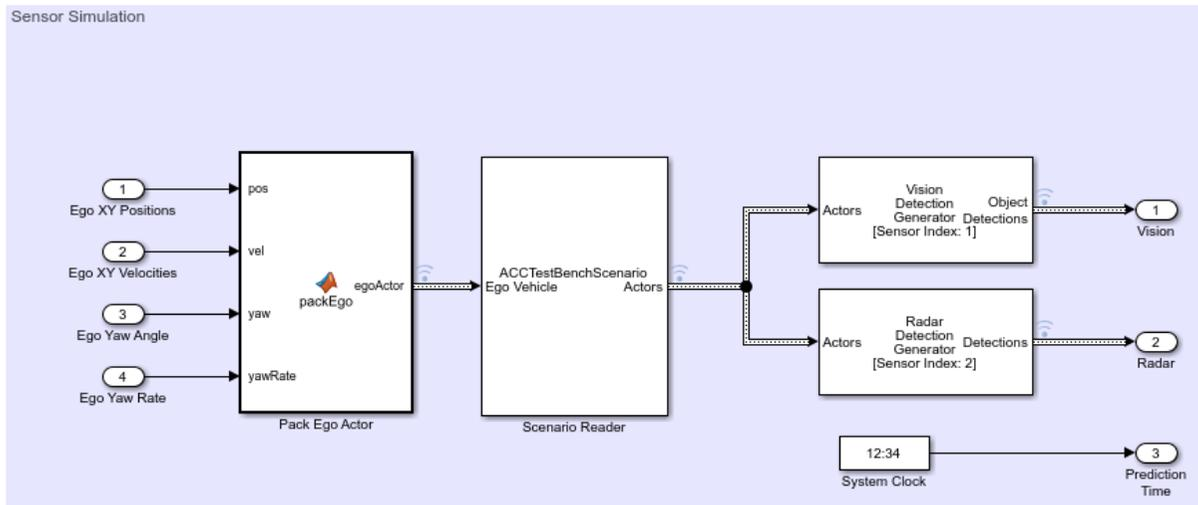 Sensor Simulation
1
Ego XY Positions
2
Ego XY Velocities
3
Ego Yaw Angle
4
Ego Yaw Rate
pos
vel
yaw
yawRate
packEgo
egoActor
Pack Ego Actor
ACCTestBenchScenario
Ego Vehicle
Actors
Scenario Reader
Actors
Vision
Detection
Generator
[Sensor Index: 1]
Object
Detections
1
Vision
Actors
Radar
Detection
Generator
[Sensor Index: 2]
Detections
2
Radar
12:34
System Clock
3
Prediction
Time